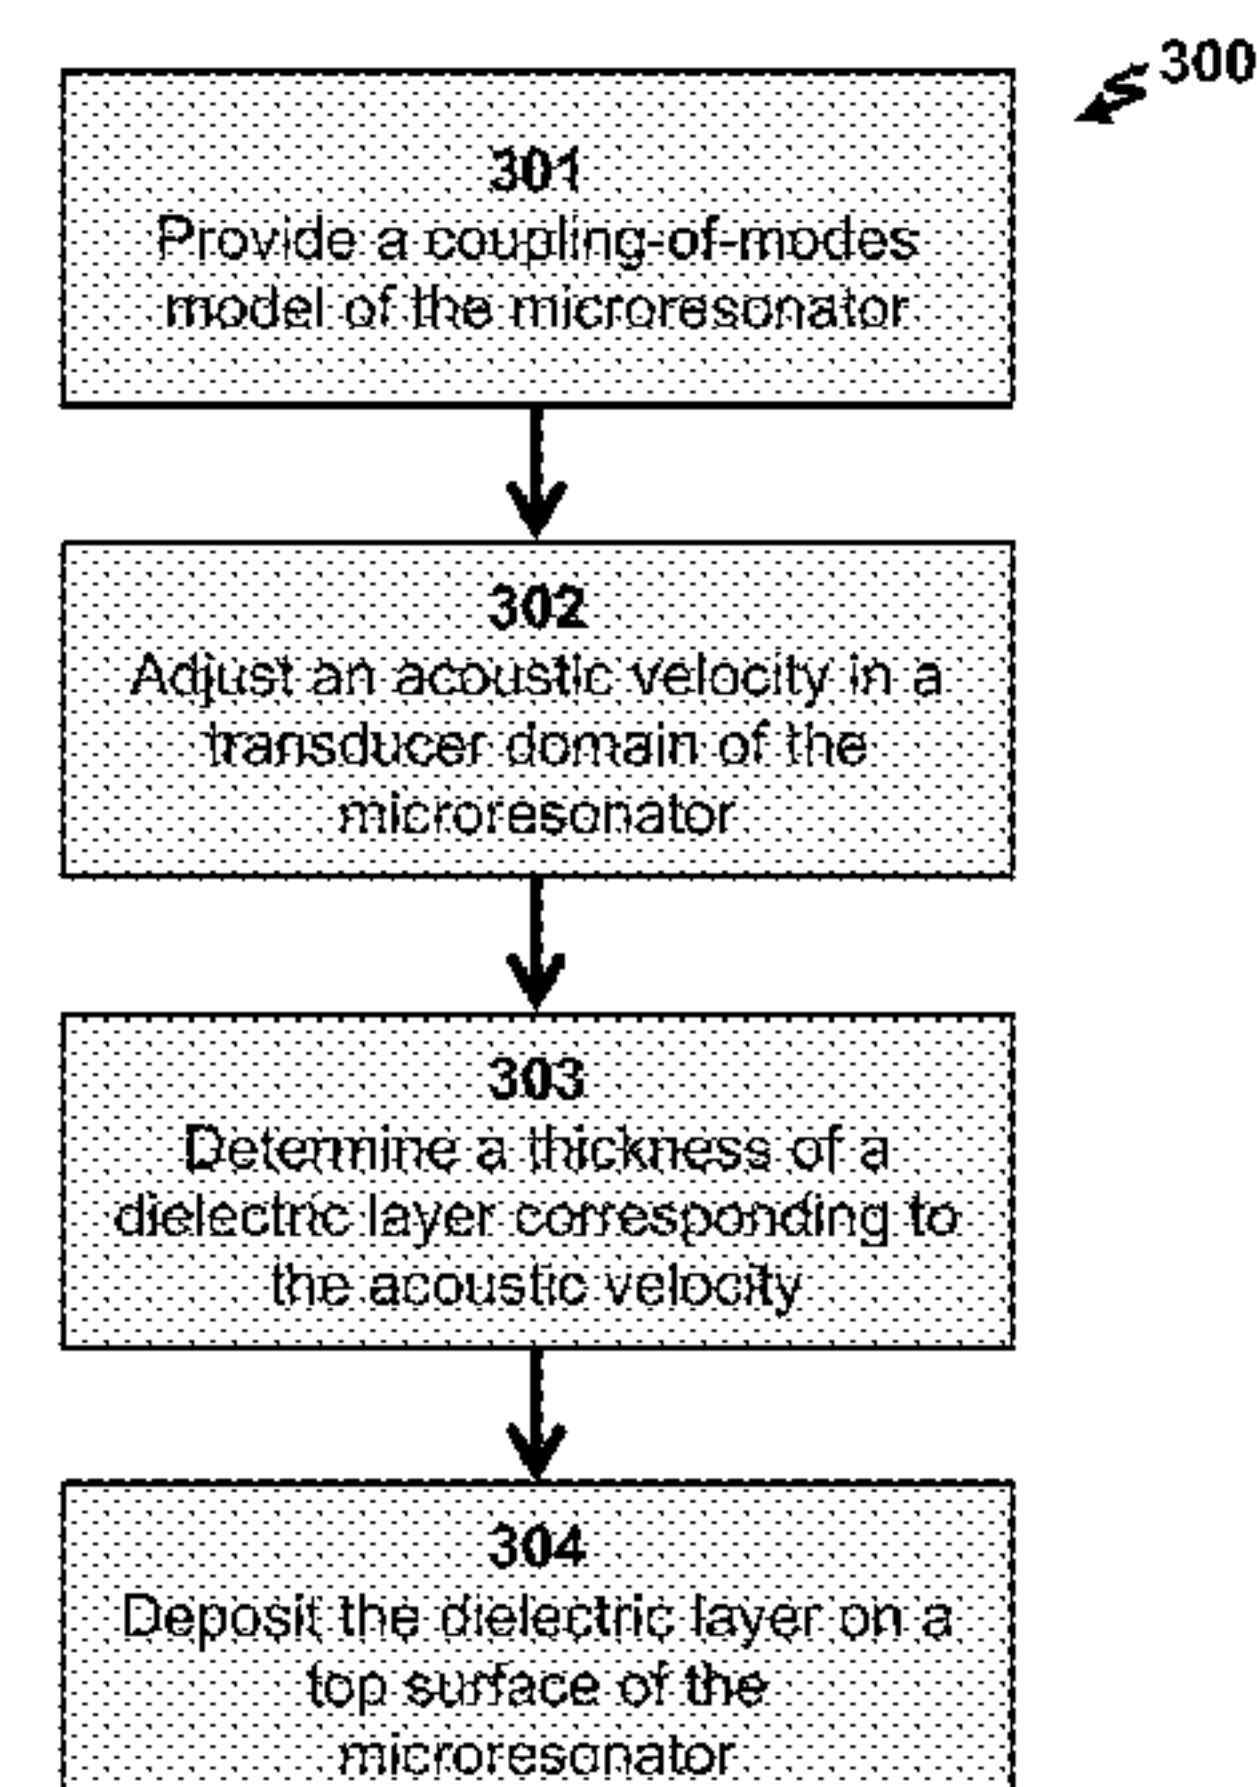 300
301
Provide a coupling-of-modes
model of the microresonator
302
Adjust an acoustic velocity in a
transducer domain of the
microresonator
303
Determine a thickness of a
dielectric layer corresponding to
the acoustic velocity
304
Deposit the dielectric layer on a
top surface of the
microresonator